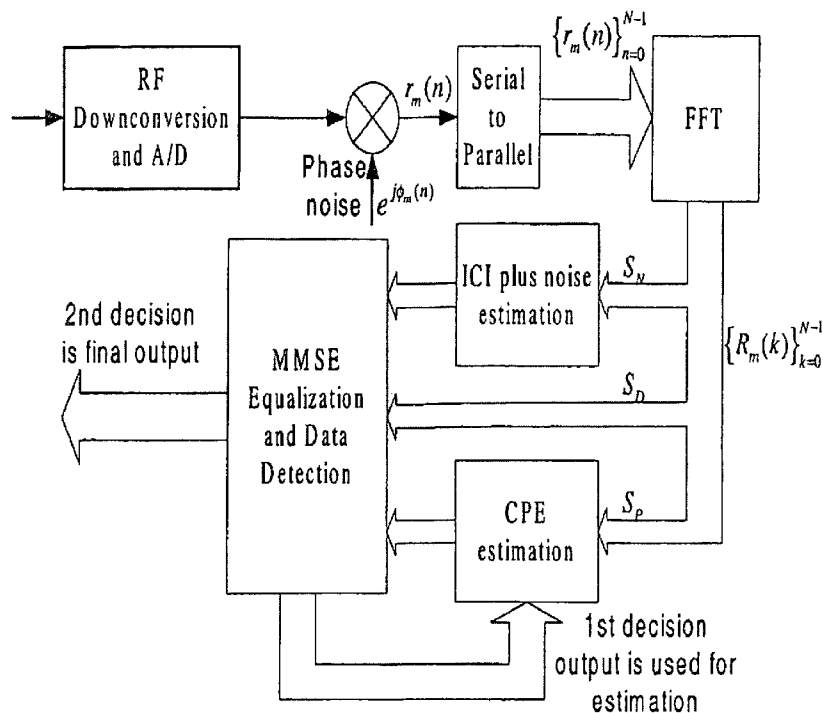 RF
Downconversion
and A/D
Phase
noise
e^{jϕ_m(n)}
r_m(n)
Serial
to
Parallel
{r_m(n)}_{n=0}^{N-1}
FFT
ICI plus noise
estimation
S_N
{R_m(k)}_{k=0}^{N-1}
2nd decision
is final output
MMSE
Equalization
and Data
Detection
S_D
CPE
estimation
S_P
1st decision
output is used for
estimation